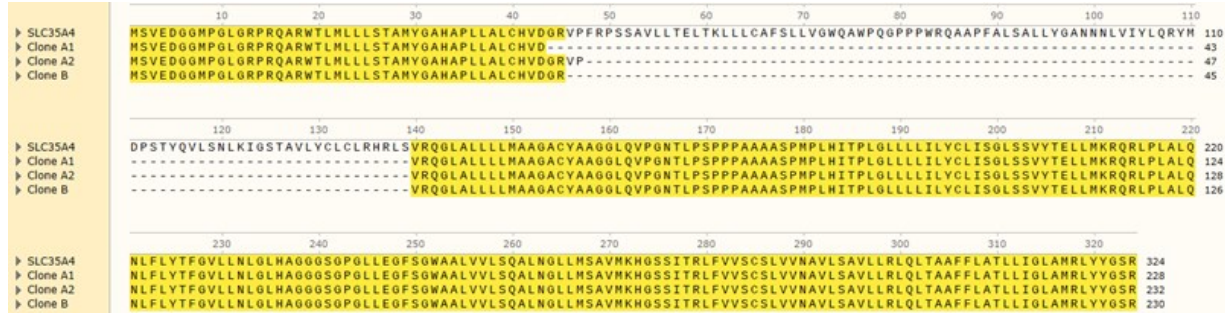 10 20 30 40 50 60 70 80 90 100 110
SLC35A4 MSVEDGGMPGLGRPRQARWTLMLLLSTAMYGAHAPLLALCHVDGRVPFRPSSAVLLTELTKLLLCAFSLLVGWQAWPQGPPPWRQAAPFALSALLYGANNNLVIYLQRYM 110
Clone A1 MSVEDGGMPGLGRPRQARWTLMLLLSTAMYGAHAPLLALCHVD------------------------------------------------------------------- 43
Clone A2 MSVEDGGMPGLGRPRQARWTLMLLLSTAMYGAHAPLLALCHVDGRVP--------------------------------------------------------------- 47
Clone B MSVEDGGMPGLGRPRQARWTLMLLLSTAMYGAHAPLLALCHVDGR----------------------------------------------------------------- 45
120 130 140 150 160 170 180 190 200 210 220
SLC35A4 DPSTYQVLSNLKIGSTAVLYCLCLRHRLSVRQGLALLLLMAAGACYAAGGLQVPGNTLPSPPPAAAASPMPLHITPLGLLLLILYCLISGLSSVYTELLMKRQRLPLALQ 220
Clone A1 -----------------------------VRQGLALLLLMAAGACYAAGGLQVPGNTLPSPPPAAAASPMPLHITPLGLLLLILYCLISGLSSVYTELLMKRQRLPLALQ 124
Clone A2 -----------------------------VRQGLALLLLMAAGACYAAGGLQVPGNTLPSPPPAAAASPMPLHITPLGLLLLILYCLISGLSSVYTELLMKRQRLPLALQ 128
Clone B -----------------------------VRQGLALLLLMAAGACYAAGGLQVPGNTLPSPPPAAAASPMPLHITPLGLLLLILYCLISGLSSVYTELLMKRQRLPLALQ 126
230 240 250 260 270 280 290 300 310 320
SLC35A4 NLFLYTFGVLLNLGLHAGGGSGPGLLEGFSGWAALVVLSQALNGLLMSAVMKHGSSITRLFVVSCSLVVNAVLSAVLLRLQLTAAFFLATLLIGLAMRLYYGSR 324
Clone A1 NLFLYTFGVLLNLGLHAGGGSGPGLLEGFSGWAALVVLSQALNGLLMSAVMKHGSSITRLFVVSCSLVVNAVLSAVLLRLQLTAAFFLATLLIGLAMRLYYGSR 228
Clone A2 NLFLYTFGVLLNLGLHAGGGSGPGLLEGFSGWAALVVLSQALNGLLMSAVMKHGSSITRLFVVSCSLVVNAVLSAVLLRLQLTAAFFLATLLIGLAMRLYYGSR 232
Clone B NLFLYTFGVLLNLGLHAGGGSGPGLLEGFSGWAALVVLSQALNGLLMSAVMKHGSSITRLFVVSCSLVVNAVLSAVLLRLQLTAAFFLATLLIGLAMRLYYGSR 230